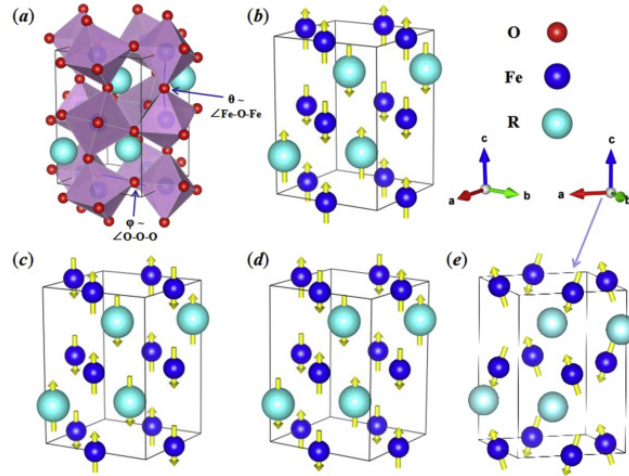 (a)
(b)
O
Fe
R
θ ~
∠Fe-O-Fe
φ ~
∠O-O-O
c
a
b
c
a
b
(c)
(d)
(e)